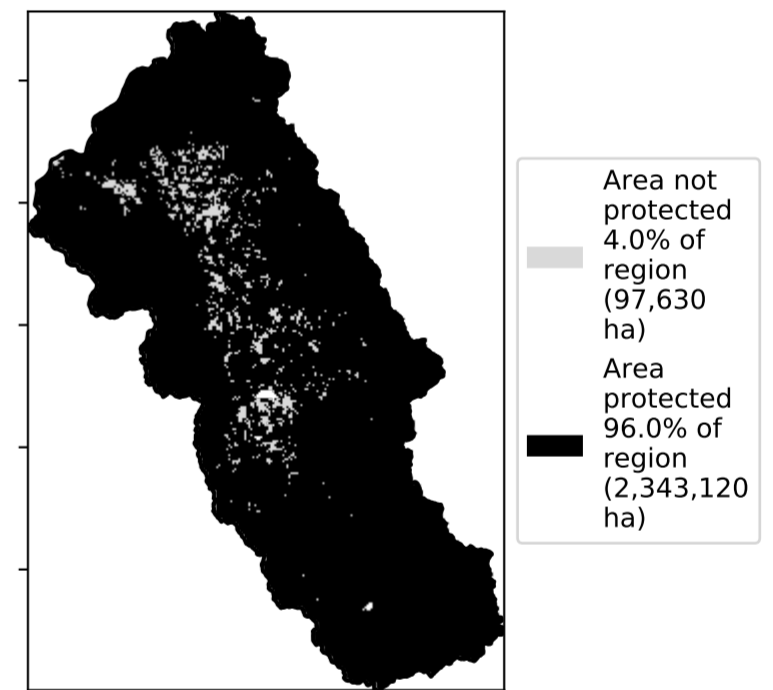 Area not
protected
4.0% of
region
(97,630
ha)
Area
protected
96.0% of
region
(2,343,120
ha)